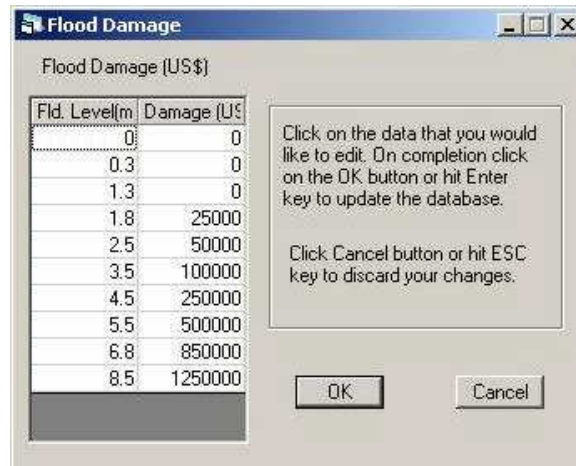 Flood Damage
Flood Damage (US$)
Fld. Level(m Damage (US
0 0
0.3 0
1.3 0
1.8 25000
2.5 50000
3.5 100000
4.5 250000
5.5 500000
6.8 850000
8.5 1250000
Click on the data that you would
like to edit. On completion click
on the OK button or hit Enter
key to update the database.
Click Cancel button or hit ESC
key to discard your changes.
OK Cancel